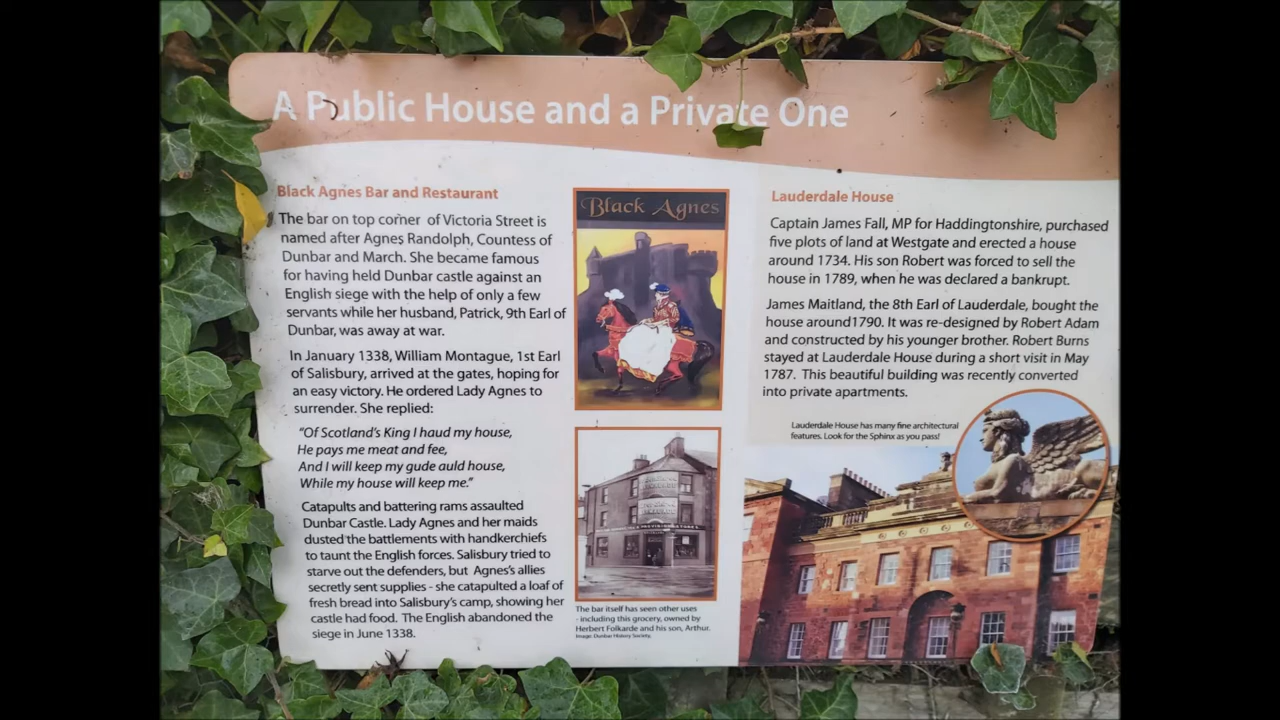 A Public House and a Private One
Black Agnes Bar and Restaurant
The bar on top corner of Victoria Street is
named after Agnes Randolph, Countess of
Dunbar and March. She became famous
for having held Dunbar castle against an
English siege with the help of only a few
servants while her husband, Patrick, 9th Earl of
Dunbar, was away at war.
In January 1338, William Montague, 1st Earl
of Salisbury, arrived at the gates, hoping for
an easy victory. He ordered Lady Agnes to
surrender. She replied:
"Of Scotland's King I haud my house,
He pays me meat and fee,
And I will keep my gude auld house,
While my house will keep me."
Catapults and battering rams assaulted
Dunbar Castle. Lady Agnes and her maids
dusted the battlements with handkerchiefs
to taunt the English forces. Salisbury tried to
starve out the defenders, but Agnes's allies
secretly sent supplies - she catapulted a loaf of
fresh bread into Salisbury's camp, showing her
castle had food. The English abandoned the
siege in June 1338.
Black Agnes
The bar itself has seen other uses
- including this grocery, owned by
Herbert Folkarde and his son, Arthur.
Image: Dunbar History Society.
Lauderdale House
Captain James Fall, MP for Haddingtonshire, purchased
five plots of land at Westgate and erected a house
around 1734. His son Robert was forced to sell the
house in 1789, when he was declared a bankrupt.
James Maitland, the 8th Earl of Lauderdale, bought the
house around1790. It was re-designed by Robert Adam
and constructed by his younger brother. Robert Burns
stayed at Lauderdale House during a short visit in May
1787. This beautiful building was recently converted
into private apartments.
Lauderdale House has many fine architectural
features. Look for the Sphinx as you pass!